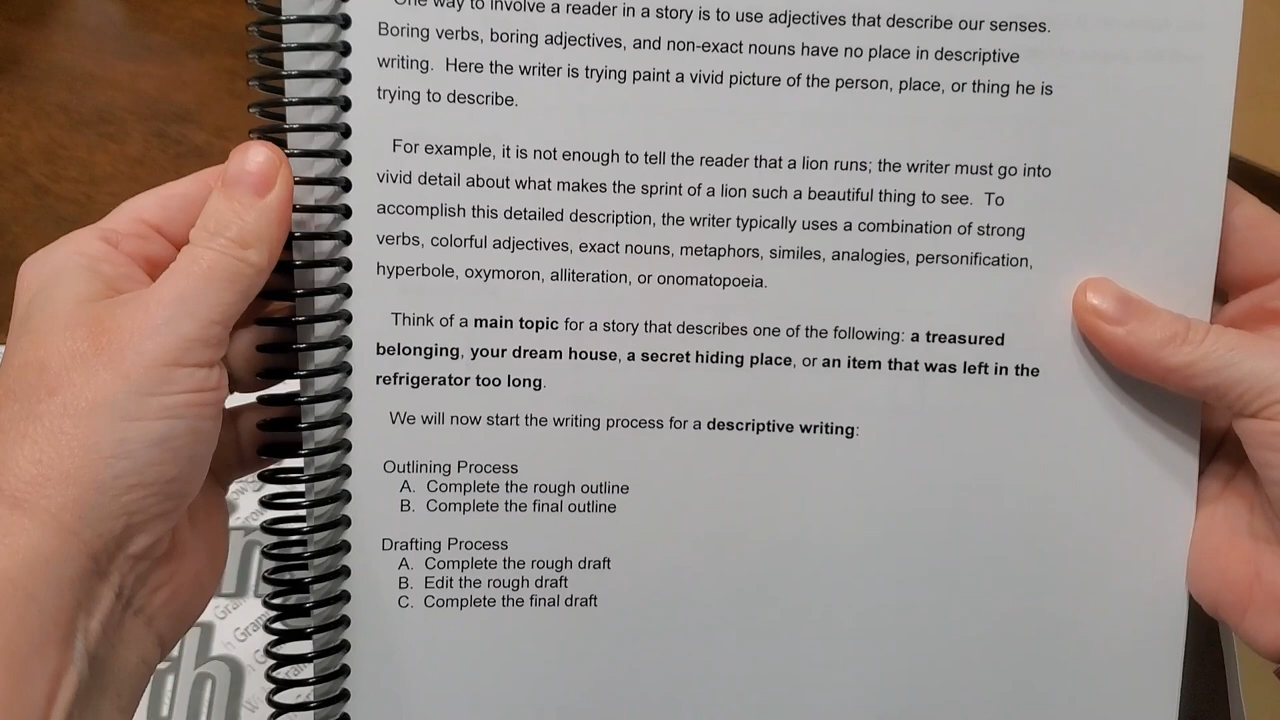 One way to involve a reader in a story is to use adjectives that describe our senses.
Boring verbs, boring adjectives, and non-exact nouns have no place in descriptive
writing.  Here the writer is trying paint a vivid picture of the person, place, or thing he is
trying to describe.
For example, it is not enough to tell the reader that a lion runs; the writer must go into
vivid detail about what makes the sprint of a lion such a beautiful thing to see.  To
accomplish this detailed description, the writer typically uses a combination of strong
verbs, colorful adjectives, exact nouns, metaphors, similes, analogies, personification,
hyperbole, oxymoron, alliteration, or onomatopoeia.
Think of a main topic for a story that describes one of the following: a treasured
belonging, your dream house, a secret hiding place, or an item that was left in the
refrigerator too long.
We will now start the writing process for a descriptive writing:
Outlining Process
A.  Complete the rough outline
B.  Complete the final outline
Drafting Process
A.  Complete the rough draft
B.  Edit the rough draft
C.  Complete the final draft